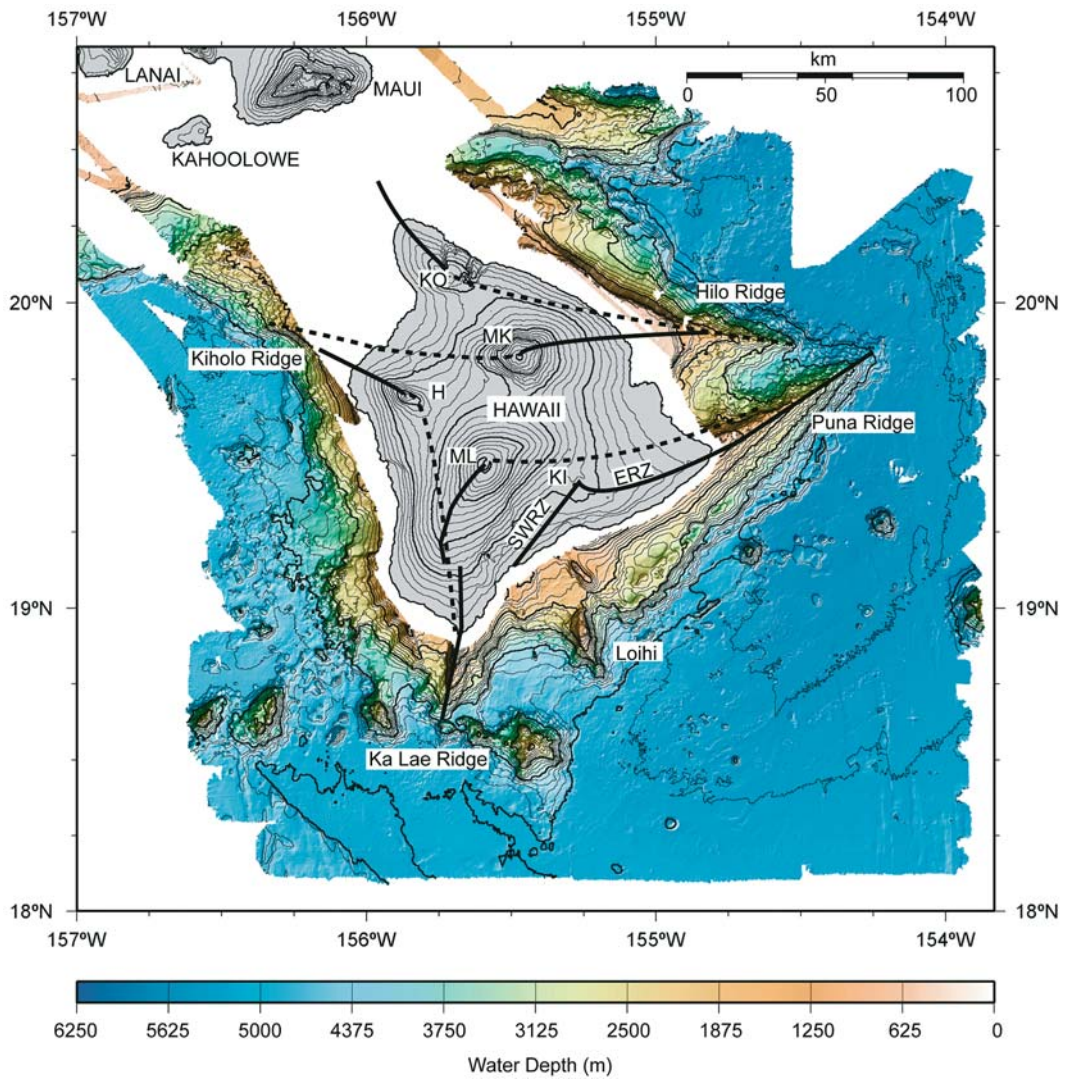 157ºW 156ºW 155ºW 154ºW
km
0 50 100
LANAI
MAUI
KAHOOLOWE
20ºN 20ºN
KO
Hilo Ridge
MK
Kiholo Ridge
H
HAWAII
Puna Ridge
ML
KI
ERZ
SWRZ
19ºN 19ºN
Loihi
Ka Lae Ridge
18ºN 18ºN
157ºW 156ºW 155ºW 154ºW
6250 5625 5000 4375 3750 3125 2500 1875 1250 625 0
Water Depth (m)